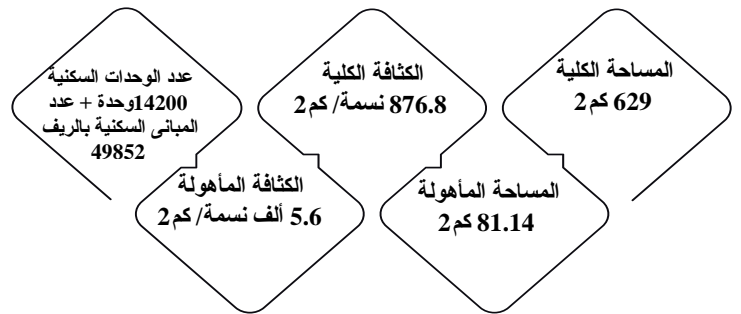 المساحة الكلية
629 كم2
المساحة المأهولة
81.14 كم2
الكثافة الكلية
876.8 نسمة/ كم2
الكثافة المأهولة
5.6 ألف نسمة/ كم2
عدد الوحدات السكنية
14200وحدة + عدد
المبانى السكنية بالريف
49852